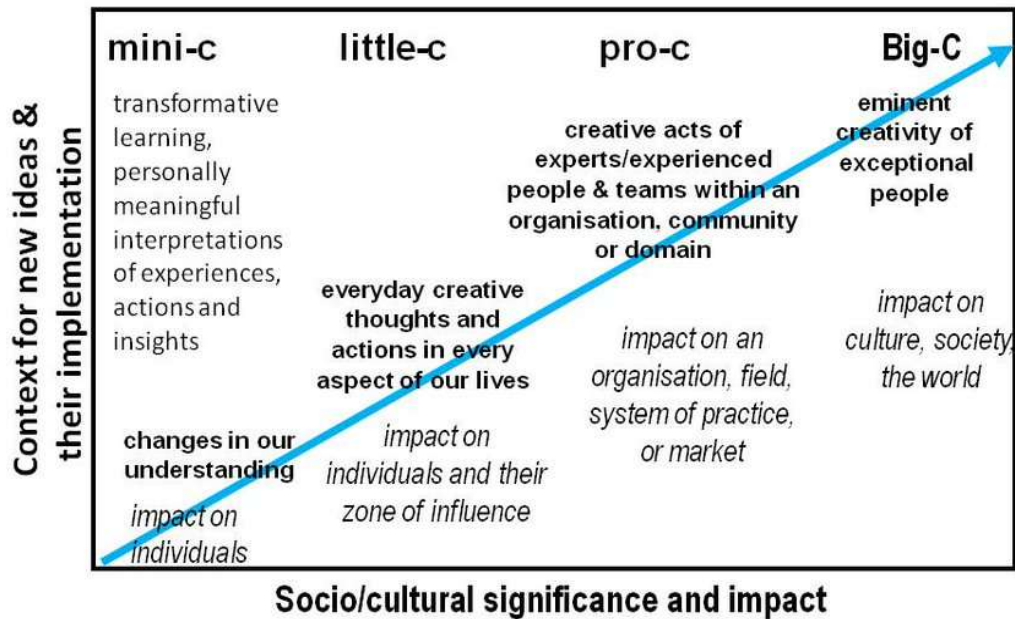 Context for new ideas &
their implementation
mini-c
transformative
learning,
personally
meaningful
interpretations
of experiences,
actions and
insights
changes in our
understanding
impact on
individuals
little-c
everyday creative
thoughts and
actions in every
aspect of our lives
impact on
individuals and their
zone of influence
pro-c
creative acts of
experts/experienced
people & teams within an
organisation, community
or domain
impact on an
organisation, field,
system of practice,
or market
Big-C
eminent
creativity of
exceptional
people
impact on
culture, society,
the world
Socio/cultural significance and impact